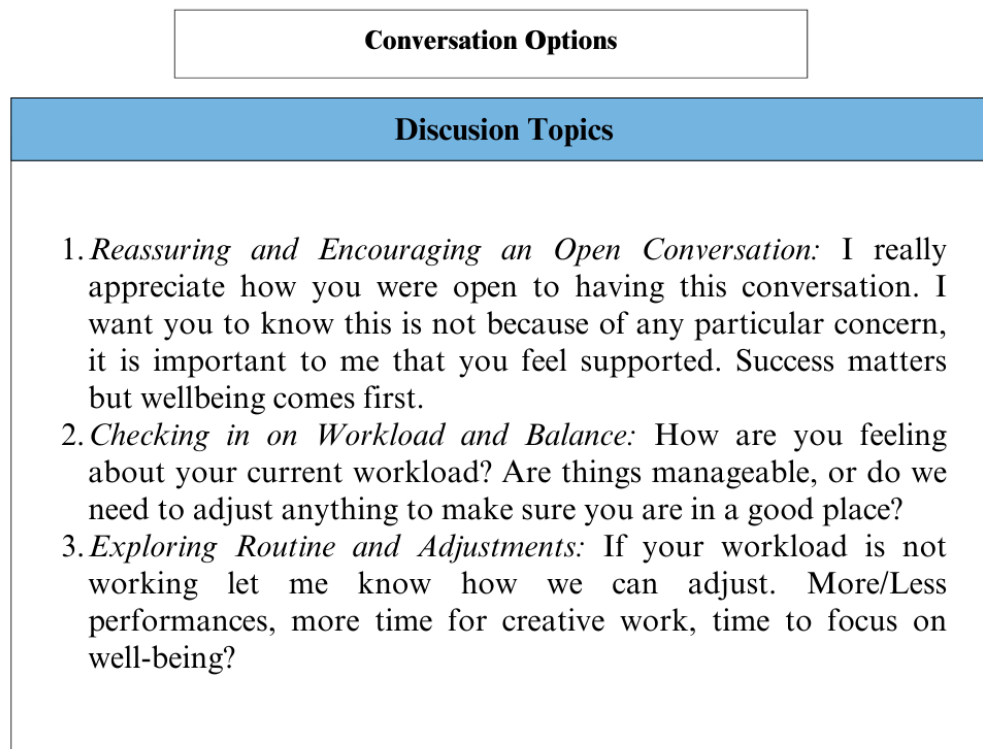 Conversation Options
Discusion Topics
1. Reassuring and Encouraging an Open Conversation: I really
appreciate how you were open to having this conversation. I
want you to know this is not because of any particular concern,
it is important to me that you feel supported. Success matters
but wellbeing comes first.
2. Checking in on Workload and Balance: How are you feeling
about your current workload? Are things manageable, or do we
need to adjust anything to make sure you are in a good place?
3. Exploring Routine and Adjustments: If your workload is not
working let me know how we can adjust. More/Less
performances, more time for creative work, time to focus on
well-being?